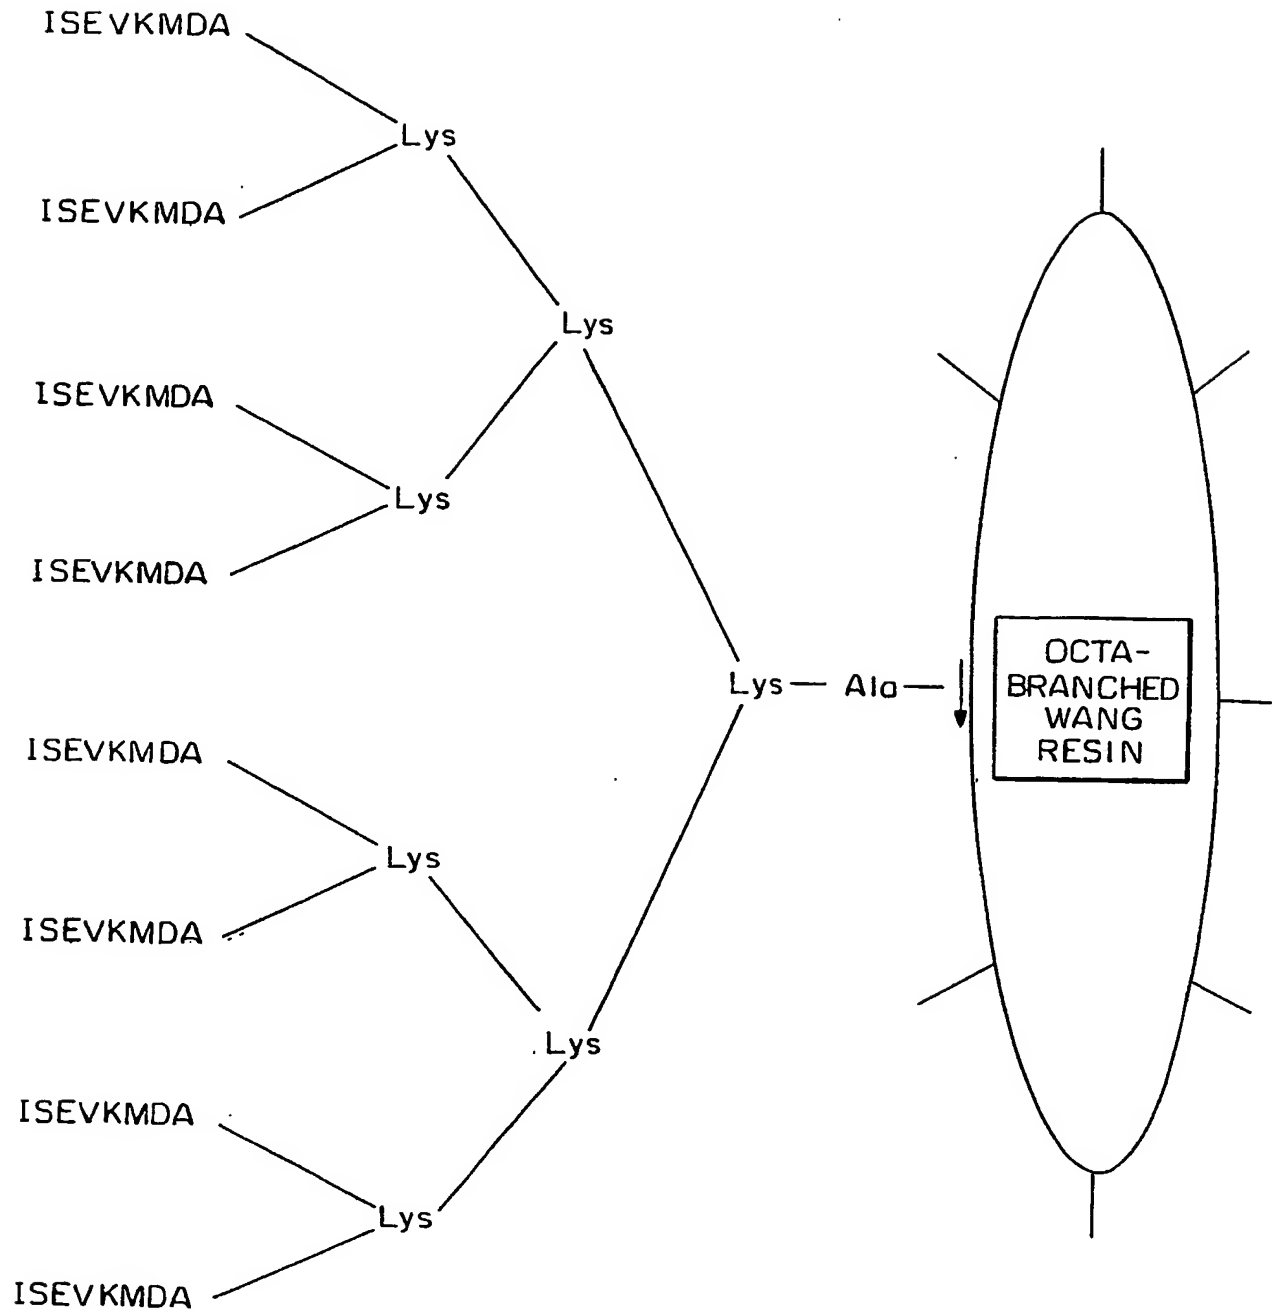 ISEVKMDA
Lys
ISEVKMDA
Lys
ISEVKMDA
Lys
ISEVKMDA
Lys — Ala —
OCTA-
BRANCHED
WANG
RESIN
ISEVKMDA
Lys
ISEVKMDA
Lys
ISEVKMDA
Lys
ISEVKMDA